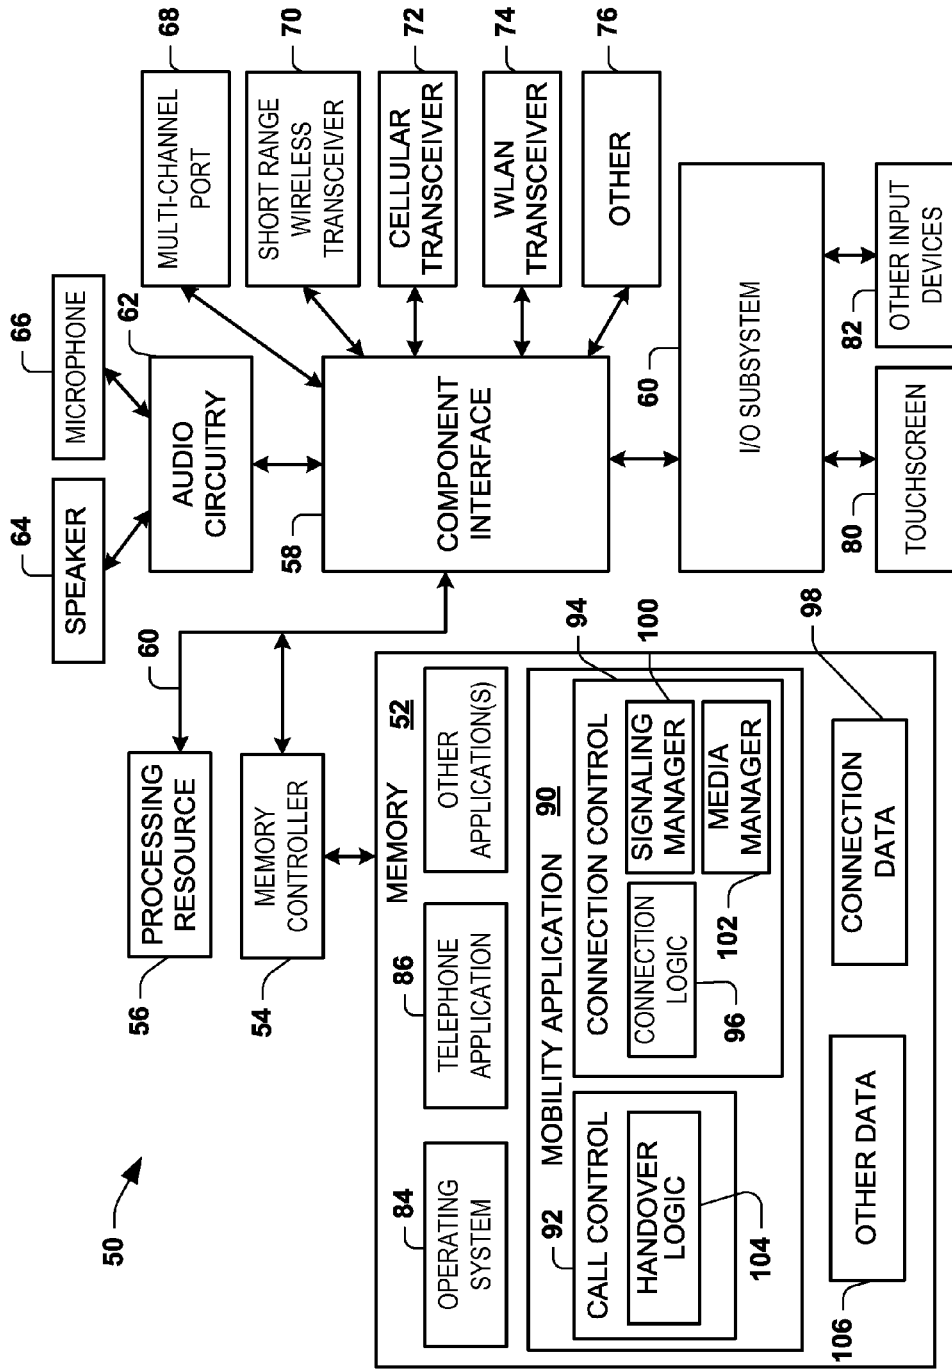 50
56
PROCESSING
RESOURCE
60
54
MEMORY
CONTROLLER
64
SPEAKER
66
MICROPHONE
62
AUDIO
CIRCUITRY
68
MULTI-CHANNEL
PORT
70
SHORT RANGE
WIRELESS
TRANSCEIVER
72
CELLULAR
TRANSCEIVER
74
WLAN
TRANSCEIVER
76
OTHER
58
COMPONENT
INTERFACE
60
I/O SUBSYSTEM
80
TOUCHSCREEN
82
OTHER INPUT
DEVICES
MEMORY
52
84
OPERATING
SYSTEM
86
TELEPHONE
APPLICATION
OTHER
APPLICATION(S)
MOBILITY APPLICATION
90
92
CALL CONTROL
HANDOVER
LOGIC
104
94
CONNECTION CONTROL
CONNECTION
LOGIC
96
100
SIGNALING
MANAGER
102
MEDIA
MANAGER
106
OTHER DATA
98
CONNECTION
DATA